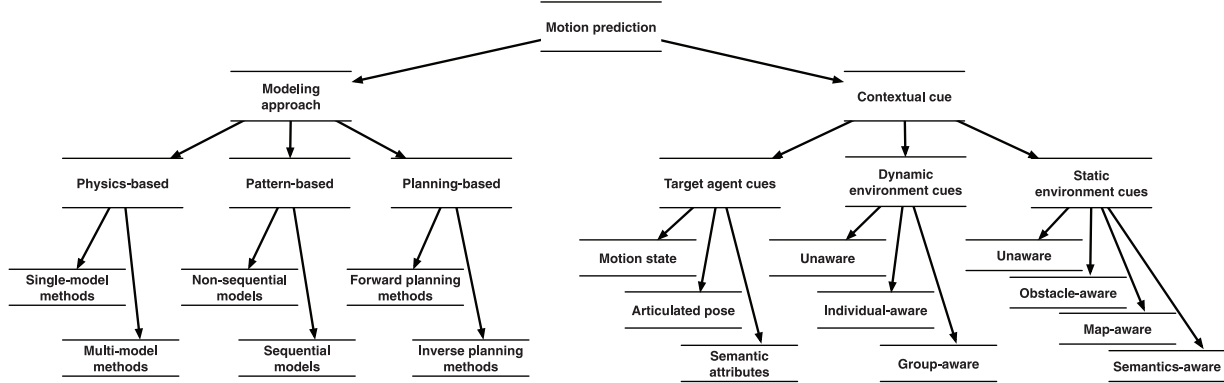 Motion prediction
Modeling
approach
Contextual cue
Physics-based
Pattern-based
Planning-based
Target agent cues
Dynamic
environment cues
Static
environment cues
Single-model
methods
Multi-model
methods
Non-sequential
models
Sequential
models
Forward planning
methods
Inverse planning
methods
Motion state
Articulated pose
Semantic
attributes
Unaware
Individual-aware
Group-aware
Unaware
Obstacle-aware
Map-aware
Semantics-aware